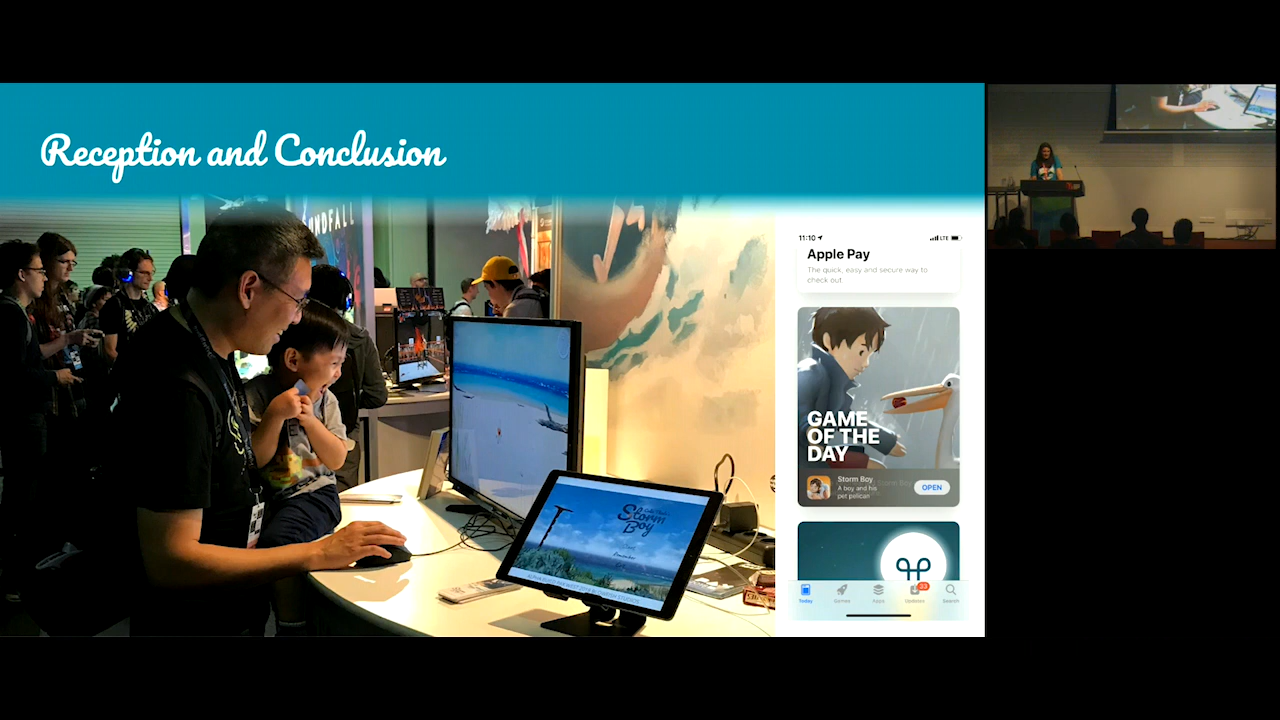 Reception and Conclusion
UNDFALL
11:10
LTE
Apple Pay
The quick, easy and secure way to
check out.
GAME
OF THE
DAY
Storm Boy
A boy and his
pet pelican
OPEN
Storm
Boy
Today
Games
Apps
Updates
Search